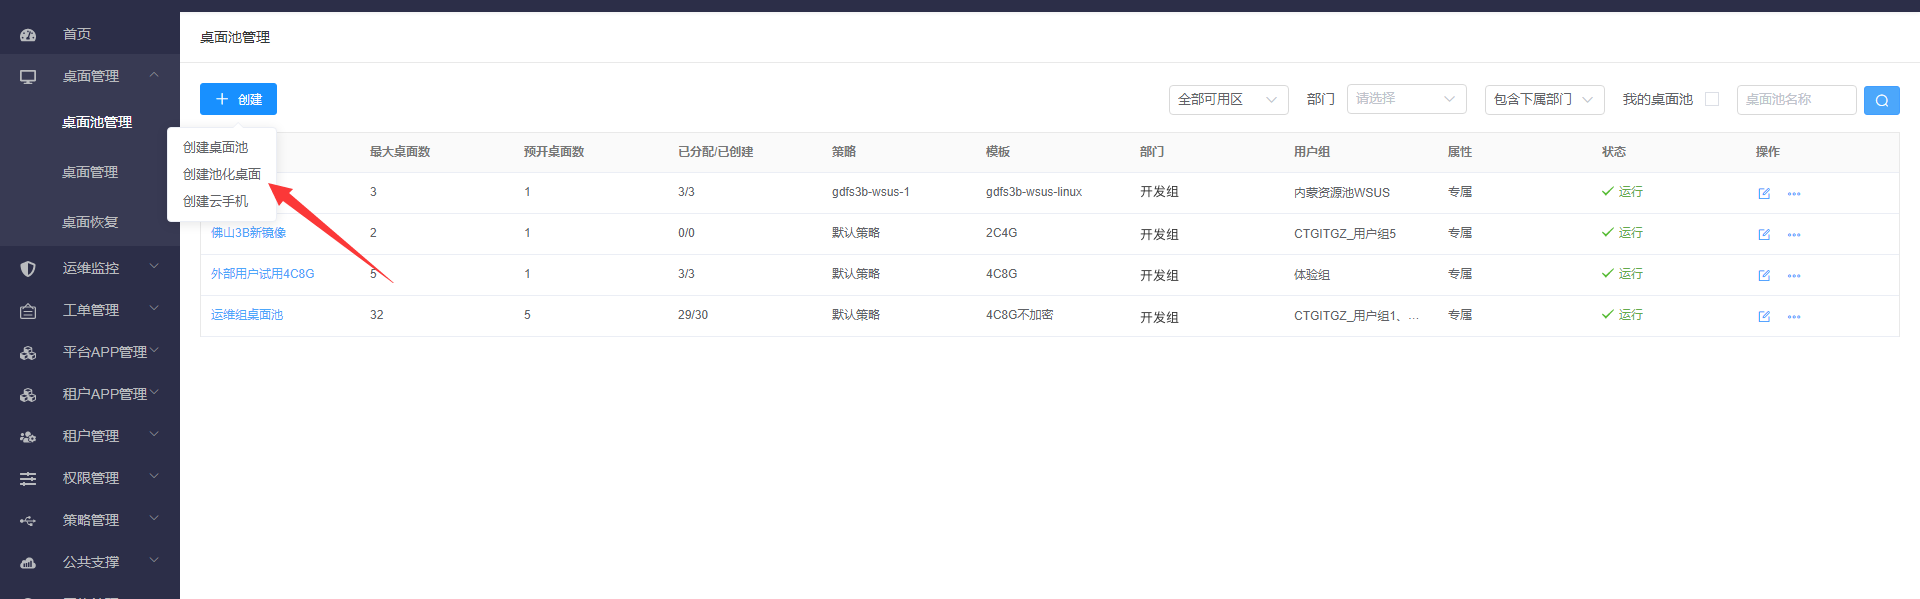 首页
桌面管理
桌面池管理
桌面管理
桌面恢复
运维监控
工单管理
平台APP管理
租户APP管理
租户管理
权限管理
策略管理
公共支撑
桌面池管理
创建
全部可用区
部门
请选择
包含下属部门
我的桌面池
桌面池名称
创建桌面池
创建池化桌面
创建云手机
最大桌面数 预开桌面数 已分配/已创建 策略 模板 部门 用户组 属性 状态 操作
3 1 3/3 gdfs3b-wsus-1 gdfs3b-wsus-linux 开发组 内蒙资源池WSUS 专属 运行
佛山3B新镜像 2 1 0/0 默认策略 2C4G 开发组 CTGITGZ_用户组5 专属 运行
外部用户试用4C8G 5 1 3/3 默认策略 4C8G 开发组 体验组 专属 运行
运维组桌面池 32 5 29/30 默认策略 4C8G不加密 开发组 CTGITGZ_用户组1、... 专属 运行